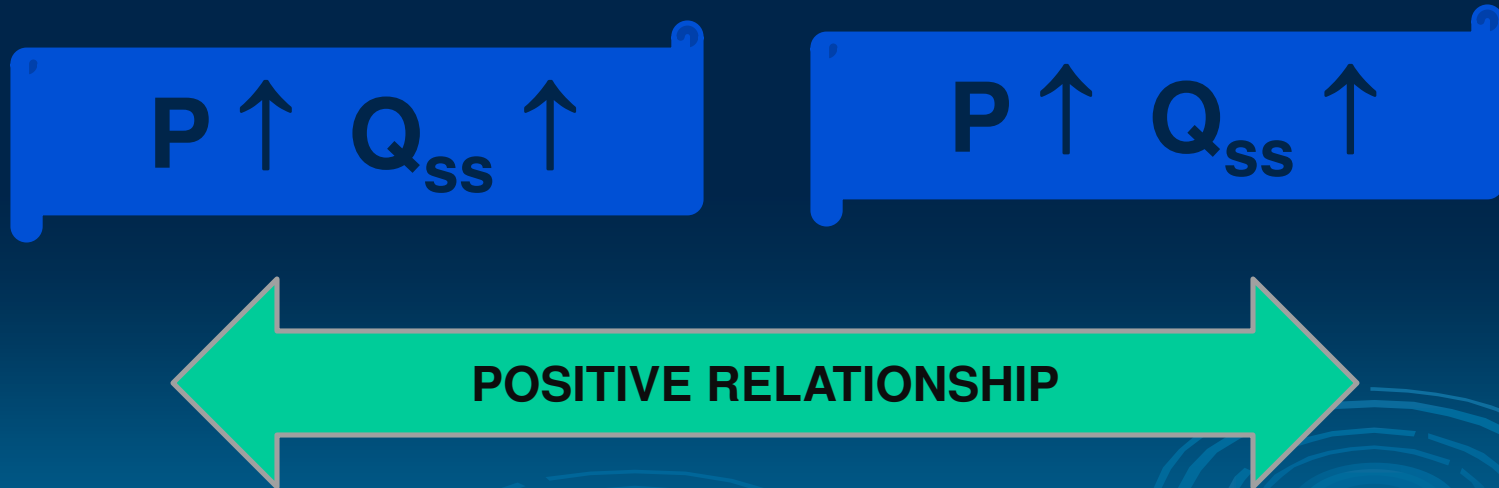 P ↑ Qss ↑
P ↑ Qss ↑
POSITIVE RELATIONSHIP